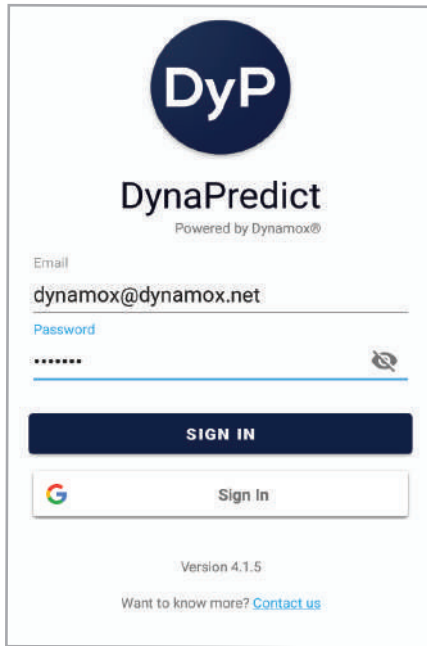 DyP
DynaPredict
Powered by Dynamox®
Email
dynamox@dynamox.net
Password
•••••••
SIGN IN
G Sign In
Version 4.1.5
Want to know more? Contact us